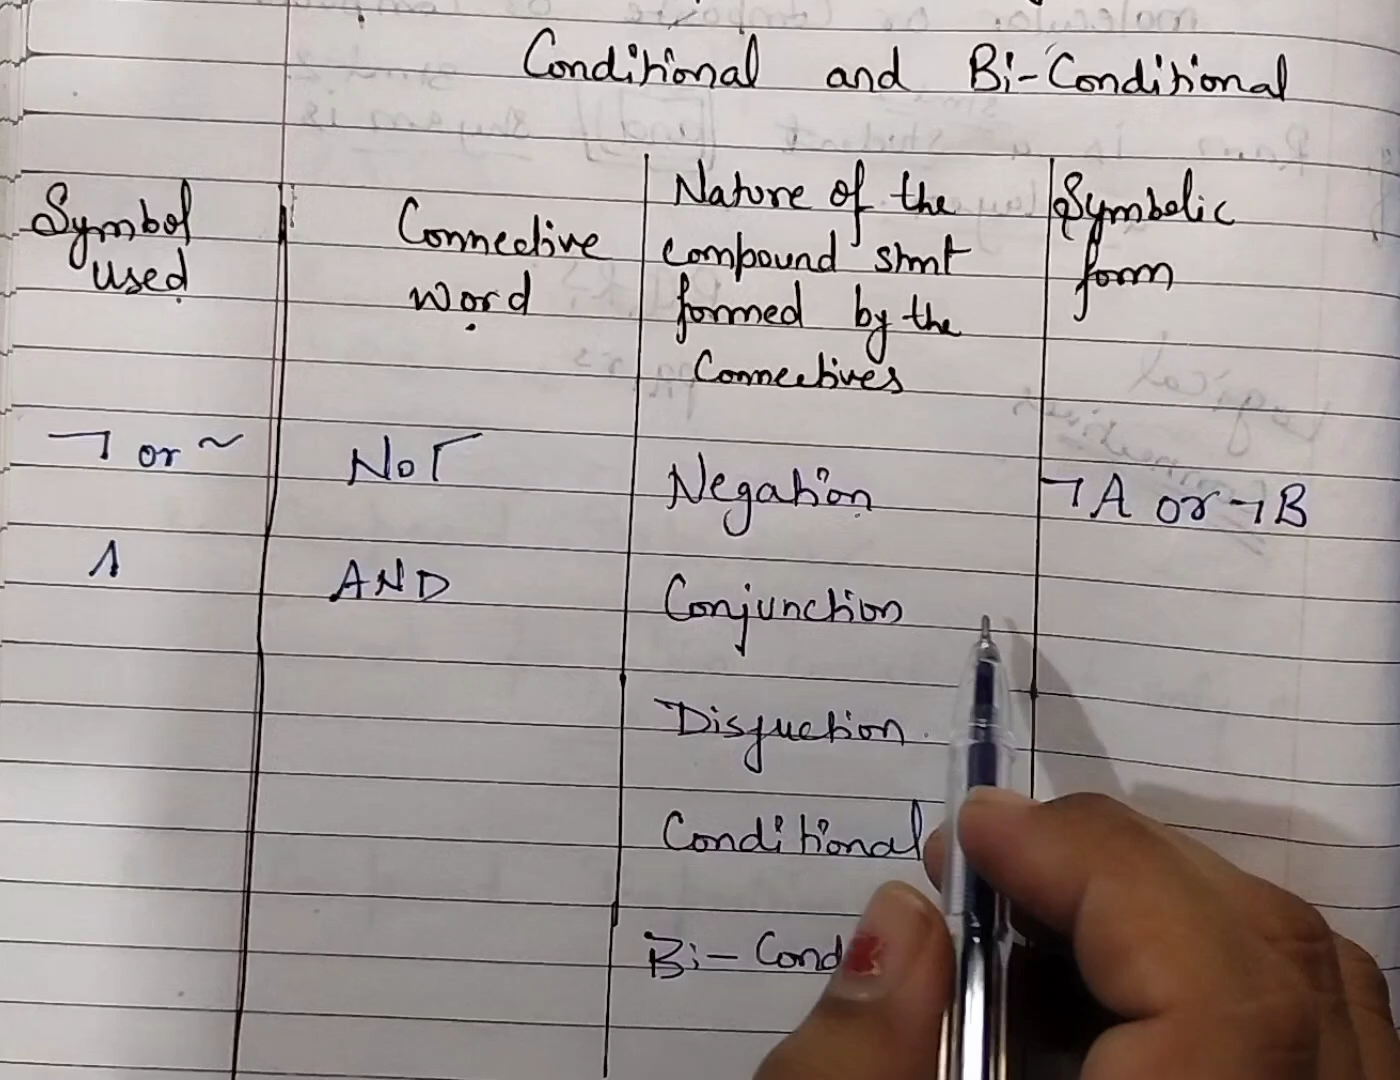 Conditional and Bi-Conditional
Symbol used
Connective word
Nature of the compound stmt formed by the Connectives
Symbolic form
¬ or ~ NOT Negation ¬A or ¬B
∧ AND Conjunction
Disjuction
Conditional
Bi-Cond